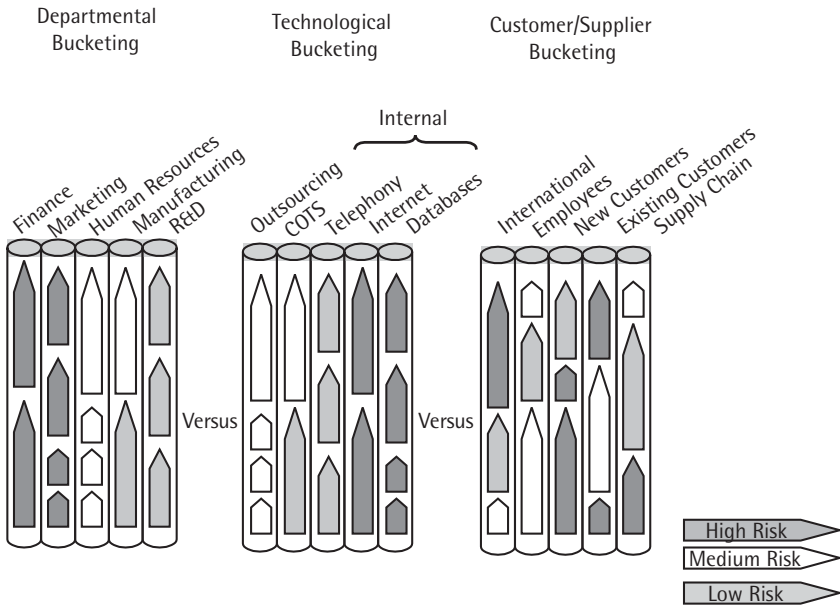 Departmental
Bucketing
Technological
Bucketing
Customer/Supplier
Bucketing
Internal
Finance
Marketing
Human Resources
Manufacturing
R&D
Outsourcing
COTS
Telephony
Internet
Databases
International
Employees
New Customers
Existing Customers
Supply Chain
Versus
Versus
High Risk
Medium Risk
Low Risk